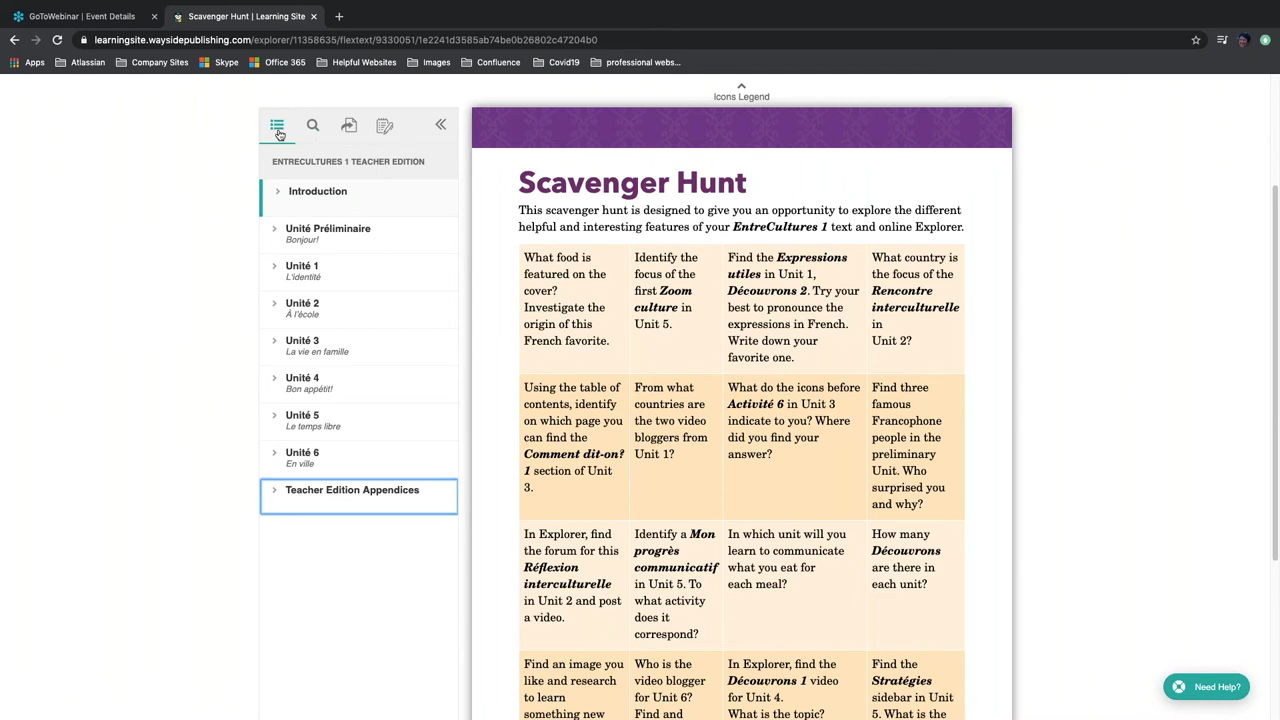 GoToWebinar | Event Details
Scavenger Hunt | Learning Site
learningsite.waysidepublishing.com/explorer/11358635/flextext/9330051/1e2241d3585ab74be0b26802c47204b0
Apps
Atlassian
Company Sites
Skype
Office 365
Helpful Websites
Images
Confluence
Covid19
professional webs...
Icons Legend
ENTRECULTURES 1 TEACHER EDITION
Introduction
Unité Préliminaire
Bonjour!
Unité 1
L'identité
Unité 2
À l'école
Unité 3
La vie en famille
Unité 4
Bon appétit!
Unité 5
Le temps libre
Unité 6
En ville
Teacher Edition Appendices
Scavenger Hunt
This scavenger hunt is designed to give you an opportunity to explore the different
helpful and interesting features of your EntreCultures 1 text and online Explorer.
What food is
featured on the
cover?
Investigate the
origin of this
French favorite.
Identify the
focus of the
first Zoom
culture in
Unit 5.
Find the Expressions
utiles in Unit 1,
Découvrons 2. Try your
best to pronounce the
expressions in French.
Write down your
favorite one.
What country is
the focus of the
Rencontre
interculturelle
in
Unit 2?
Using the table of
contents, identify
on which page you
can find the
Comment dit-on?
1 section of Unit
3.
From what
countries are
the two video
bloggers from
Unit 1?
What do the icons before
Activité 6 in Unit 3
indicate to you? Where
did you find your
answer?
Find three
famous
Francophone
people in the
preliminary
Unit. Who
surprised you
and why?
In Explorer, find
the forum for this
Réflexion
interculturelle
in Unit 2 and post
a video.
Identify a Mon
progrès
communicatif
in Unit 5. To
what activity
does it
correspond?
In which unit will you
learn to communicate
what you eat for
each meal?
How many
Découvrons
are there in
each unit?
Find an image you
like and research
to learn
something new
Who is the
video blogger
for Unit 6?
Find and
In Explorer, find the
Découvrons 1 video
for Unit 4.
What is the topic?
Find the
Stratégies
sidebar in Unit
5. What is the
Need Help?